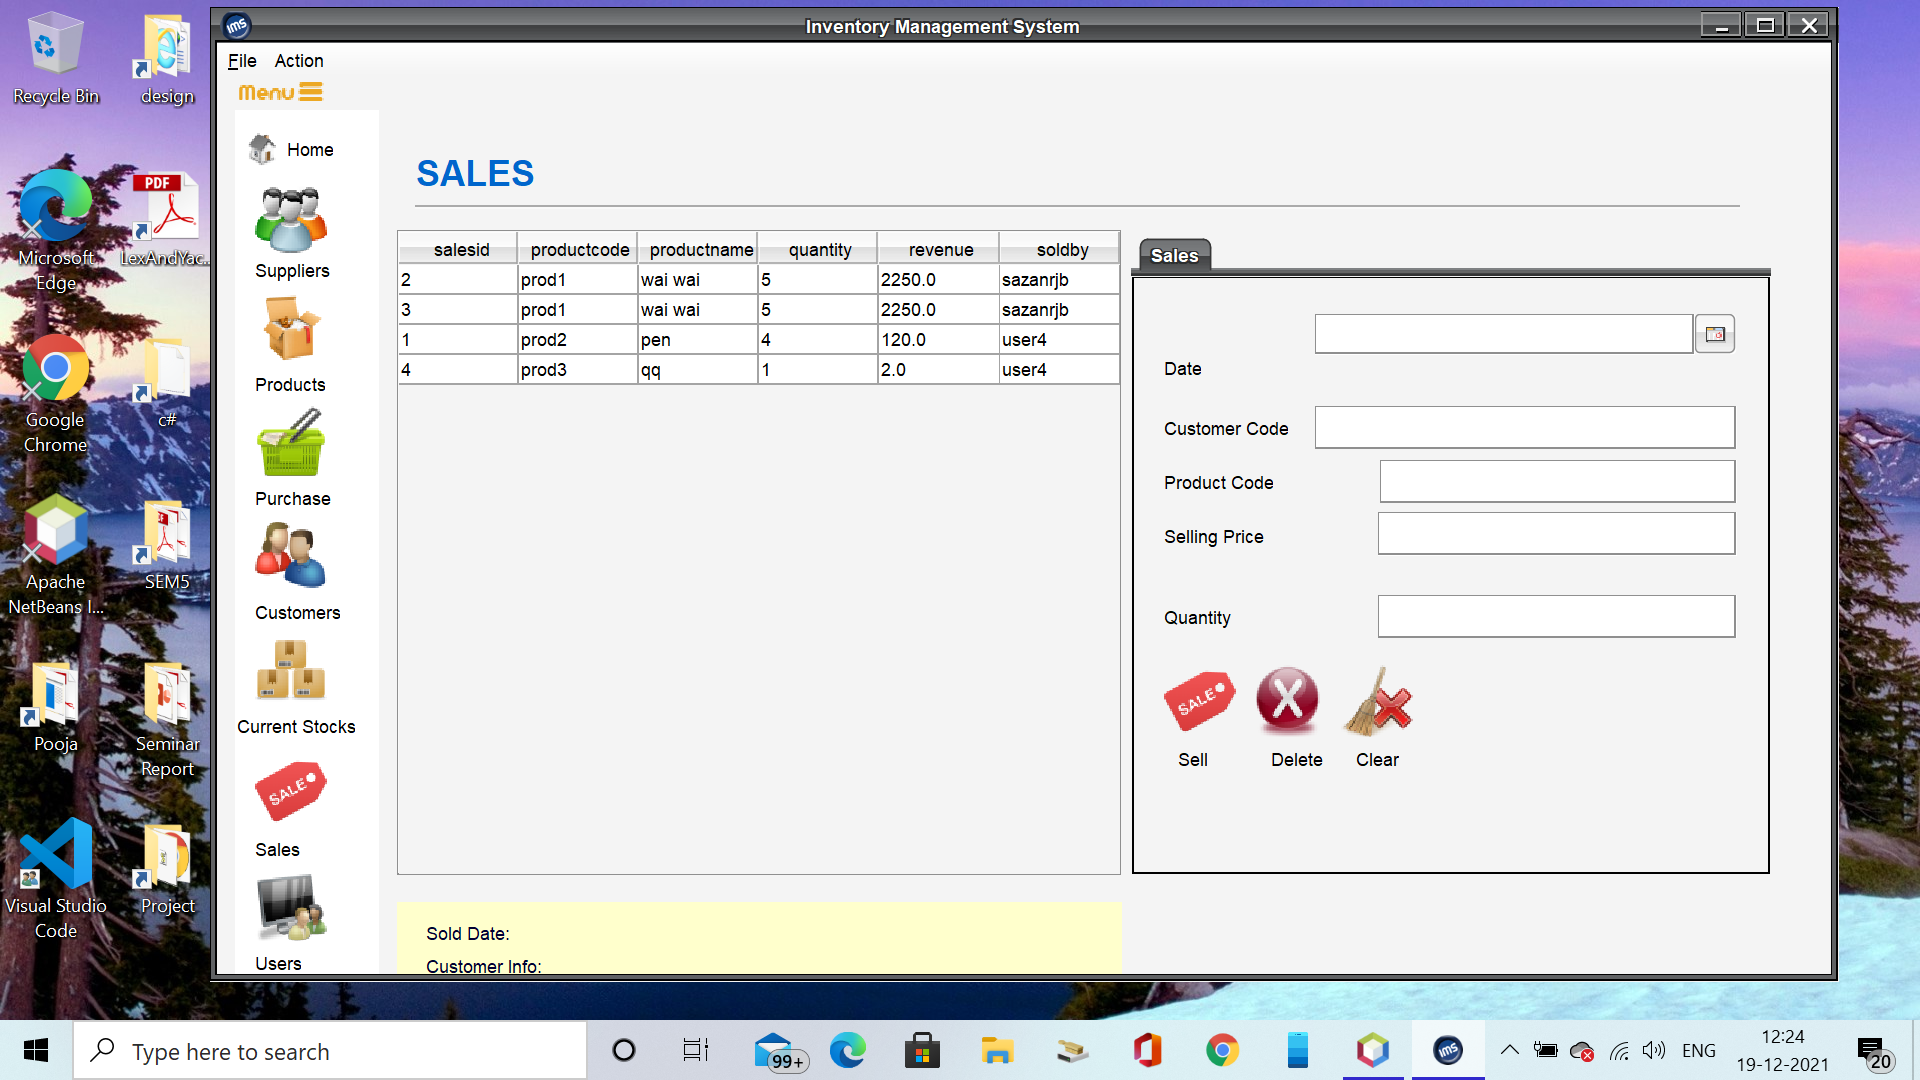 Inventory Management System
File Action
Menu
Home
Suppliers
Products
Purchase
Customers
Current Stocks
SALE
Sales
Users
SALES
salesid productcode productname quantity revenue soldby
2 prod1 wai wai 5 2250.0 sazanrjb
3 prod1 wai wai 5 2250.0 sazanrjb
1 prod2 pen 4 120.0 user4
4 prod3 qq 1 2.0 user4
Sold Date:
Customer Info:
Sales
Date
Customer Code
Product Code
Selling Price
Quantity
SALE
Sell Delete Clear
Recycle Bin
design
Microsoft Edge
PDF
LexAndYac...
Google Chrome
c#
Apache NetBeans I...
SEM5
Pooja
Seminar Report
Visual Studio Code
Project
ims
Type here to search
99+
ims
ENG
12:24
19-12-2021
20